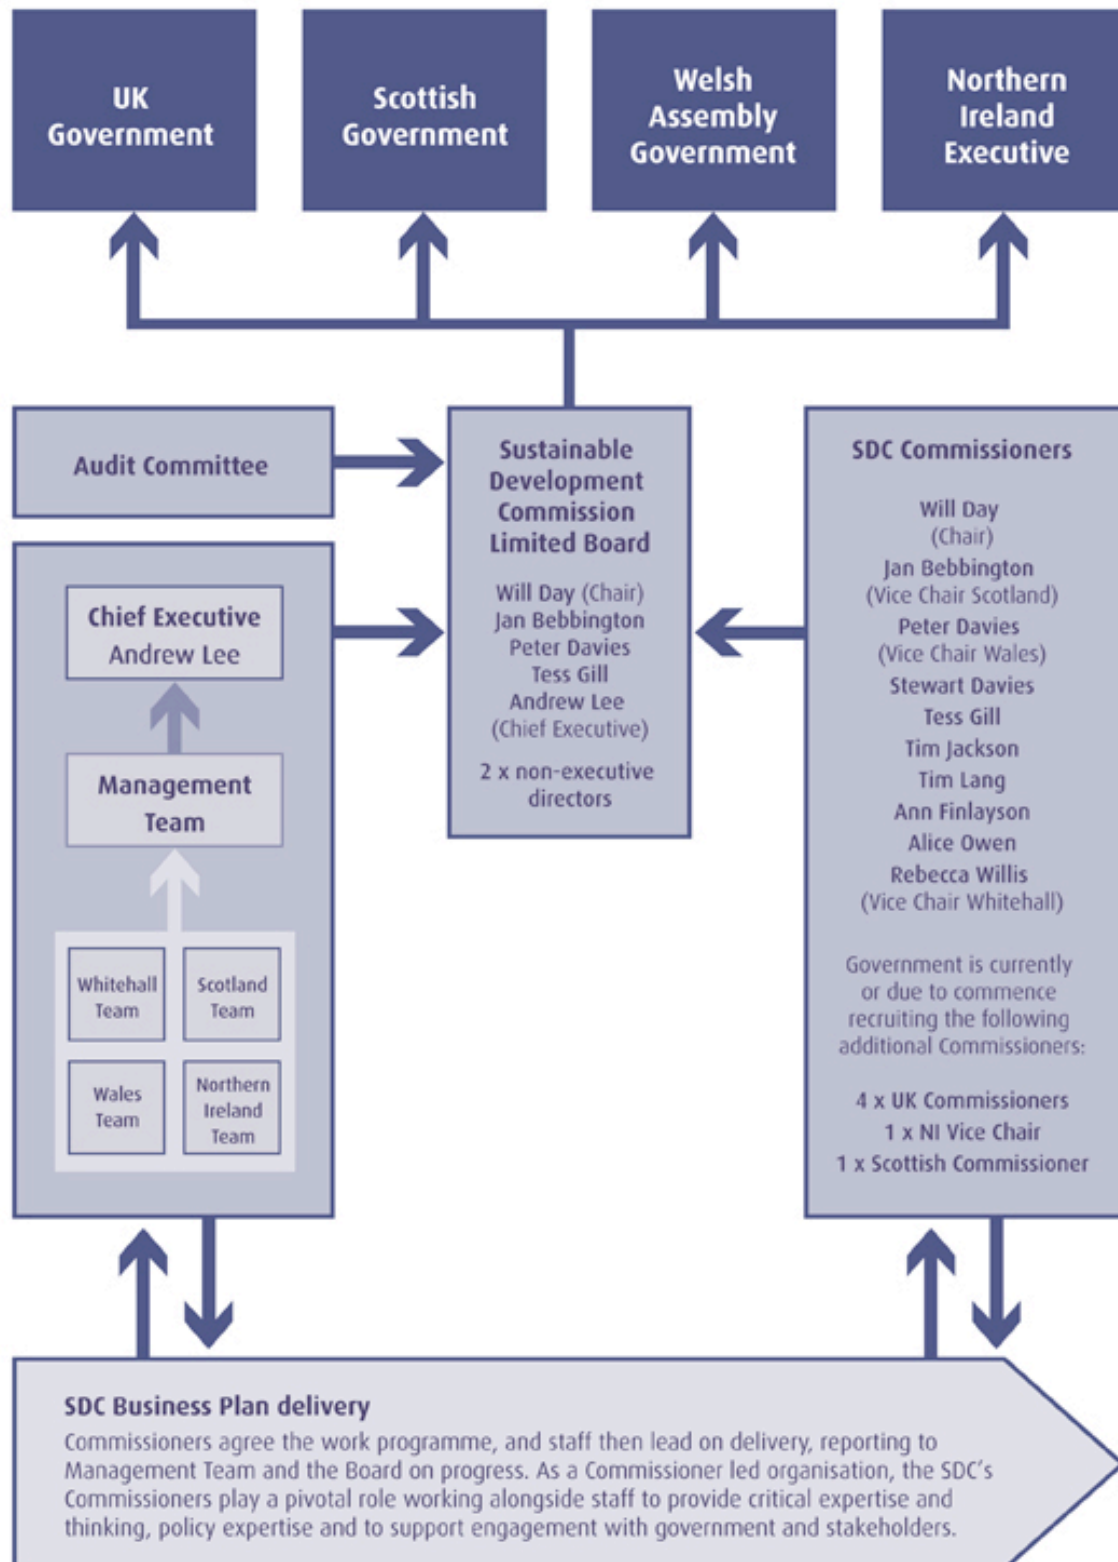 UK
Government
Scottish
Government
Welsh
Assembly
Government
Northern
Ireland
Executive
Audit Committee
Chief Executive
Andrew Lee
Management
Team
Whitehall
Team
Scotland
Team
Wales
Team
Northern
Ireland
Team
Sustainable
Development
Commission
Limited Board
Will Day (Chair)
Jan Bebbington
Peter Davies
Tess Gill
Andrew Lee
(Chief Executive)
2 x non-executive
directors
SDC Commissioners
Will Day
(Chair)
Jan Bebbington
(Vice Chair Scotland)
Peter Davies
(Vice Chair Wales)
Stewart Davies
Tess Gill
Tim Jackson
Tim Lang
Ann Finlayson
Alice Owen
Rebecca Willis
(Vice Chair Whitehall)
Government is currently
or due to commence
recruiting the following
additional Commissioners:
4 x UK Commissioners
1 x NI Vice Chair
1 x Scottish Commissioner
SDC Business Plan delivery
Commissioners agree the work programme, and staff then lead on delivery, reporting to
Management Team and the Board on progress. As a Commissioner led organisation, the SDC's
Commissioners play a pivotal role working alongside staff to provide critical expertise and
thinking, policy expertise and to support engagement with government and stakeholders.